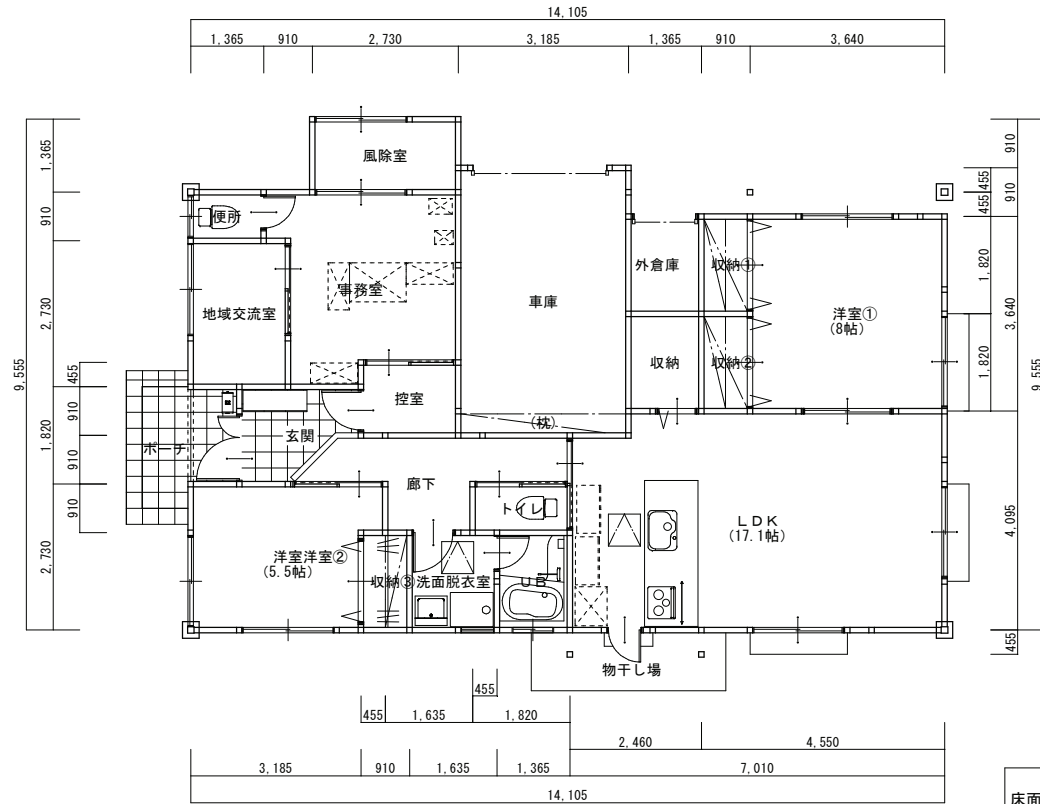 14,105
1,365 910 2,730 3,185 1,365 910 3,640
風除室
便所
事務室
地域交流室
控室
車庫
(枕)
外倉庫
収納①
収納
収納②
洋室①
(8帖)
玄関
ポーチ
廊下
トイレ
LDK
(17.1帖)
洋室洋室②
(5.5帖)
収納③洗面脱衣室
UB
物干し場
9,555
1,365
910
2,730
455
910
1,820
910
910
2,730
910
455
910
455
1,820
3,640
1,820
9,555
4,095
455
455
455 1,635 1,820
2,460 4,550
3,185 910 1,635 1,365 7,010
14,105
床面